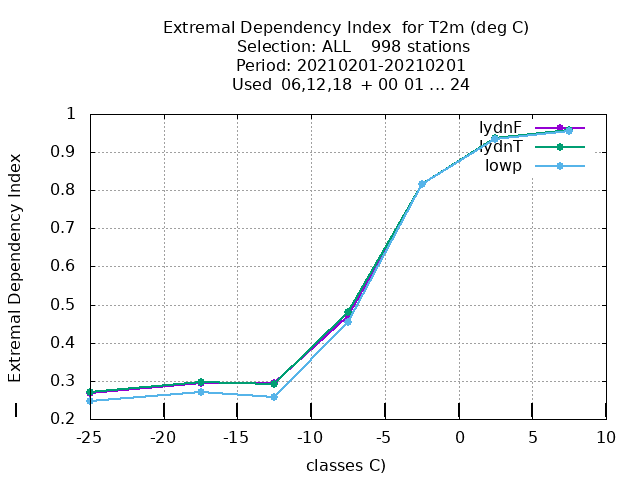 Extremal Dependency Index  for T2m (deg C)
Selection: ALL    998 stations
Period: 20210201-20210201
Used  06,12,18  + 00 01 ... 24
Extremal Dependency Index
1
0.9
0.8
0.7
0.6
0.5
0.4
0.3
0.2
lydnF
lydnT
lowp
-25
-20
-15
-10
-5
0
5
10
classes C)